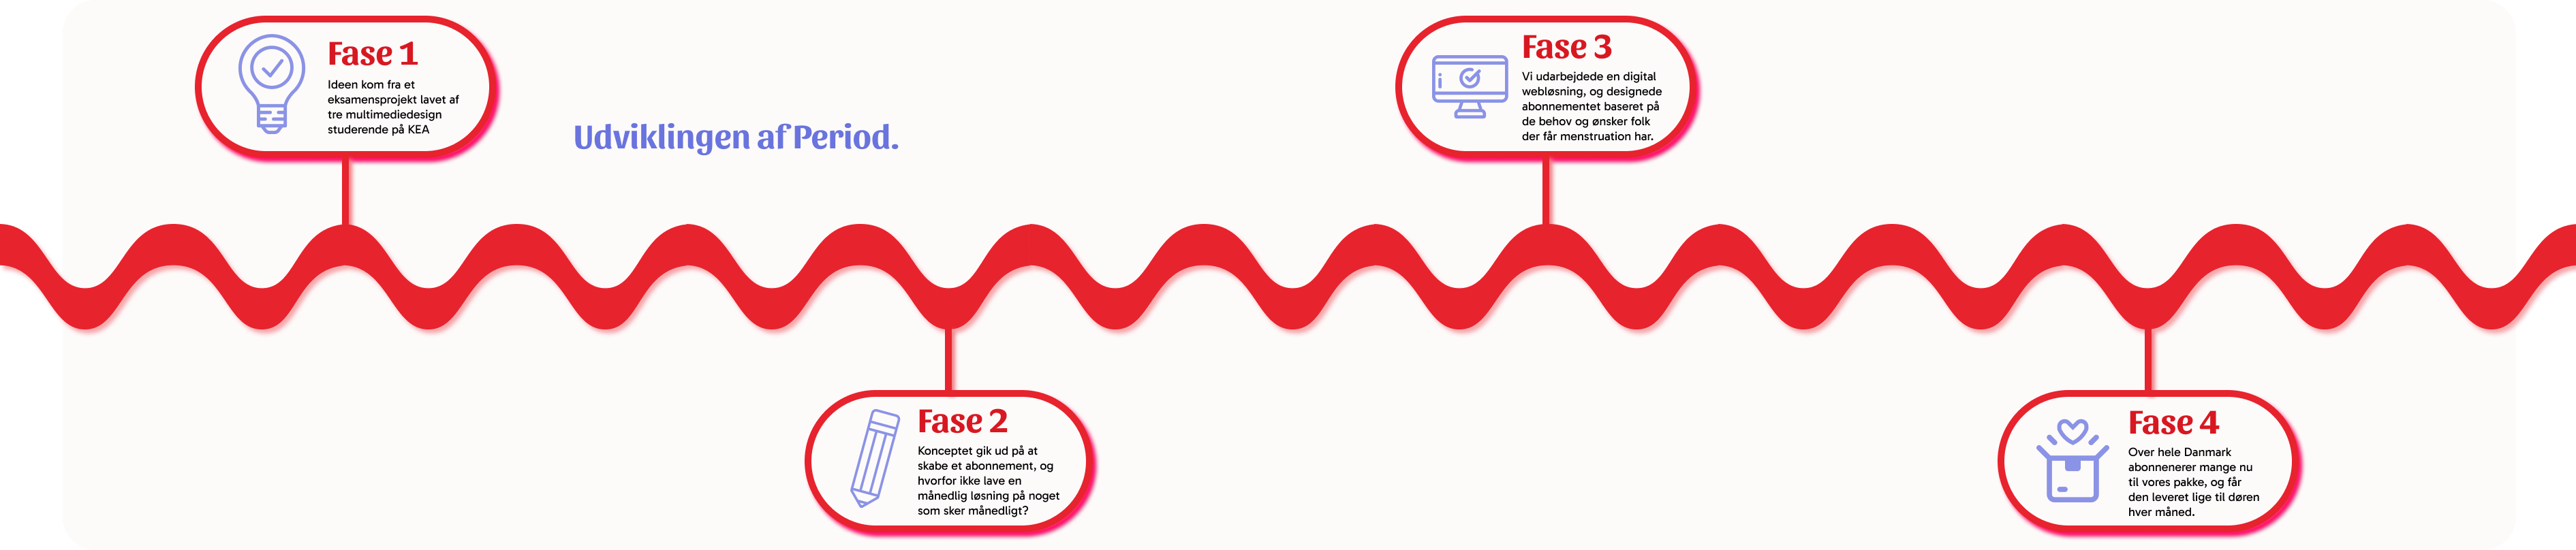 Fase 1
Ideen kom fra et
eksamensprojekt lavet af
tre multimediedesign
studerende på KEA
Udviklingen af Period.
Fase 2
Konceptet gik ud på at
skabe et abonnement, og
hvorfor ikke lave en
månedlig løsning på noget
som sker månedligt?
Fase 3
Vi udarbejdede en digital
webløsning, og designede
abonnementet baseret på
de behov og ønsker folk
der får menstruation har.
Fase 4
Over hele Danmark
abonnenerer mange nu
til vores pakke, og får
den leveret lige til døren
hver måned.